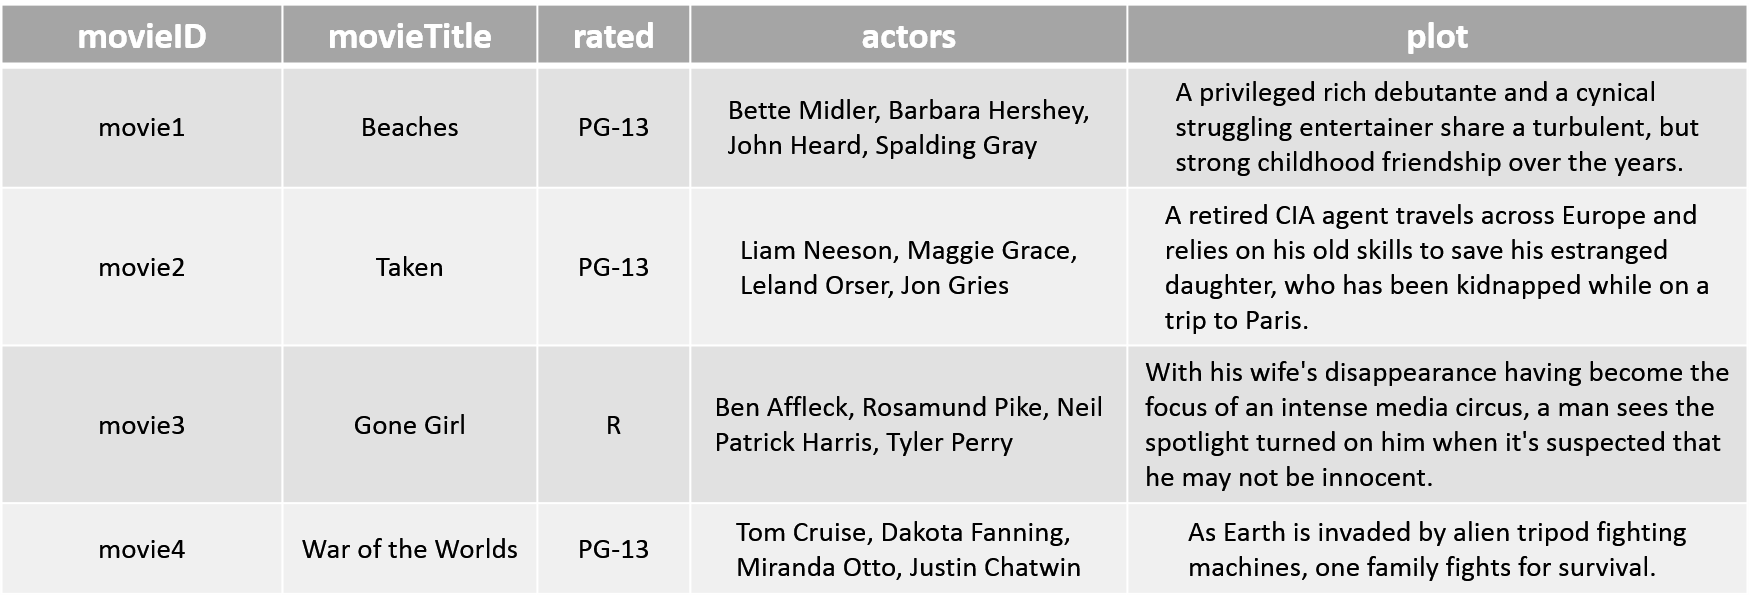 movieID movieTitle rated actors plot
movie1 Beaches PG-13 Bette Midler, Barbara Hershey,
John Heard, Spalding Gray
A privileged rich debutante and a cynical
struggling entertainer share a turbulent, but
strong childhood friendship over the years.
movie2 Taken PG-13 Liam Neeson, Maggie Grace,
Leland Orser, Jon Gries
A retired CIA agent travels across Europe and
relies on his old skills to save his estranged
daughter, who has been kidnapped while on a
trip to Paris.
movie3 Gone Girl R Ben Affleck, Rosamund Pike, Neil
Patrick Harris, Tyler Perry
With his wife's disappearance having become the
focus of an intense media circus, a man sees the
spotlight turned on him when it's suspected that
he may not be innocent.
movie4 War of the Worlds PG-13 Tom Cruise, Dakota Fanning,
Miranda Otto, Justin Chatwin
As Earth is invaded by alien tripod fighting
machines, one family fights for survival.